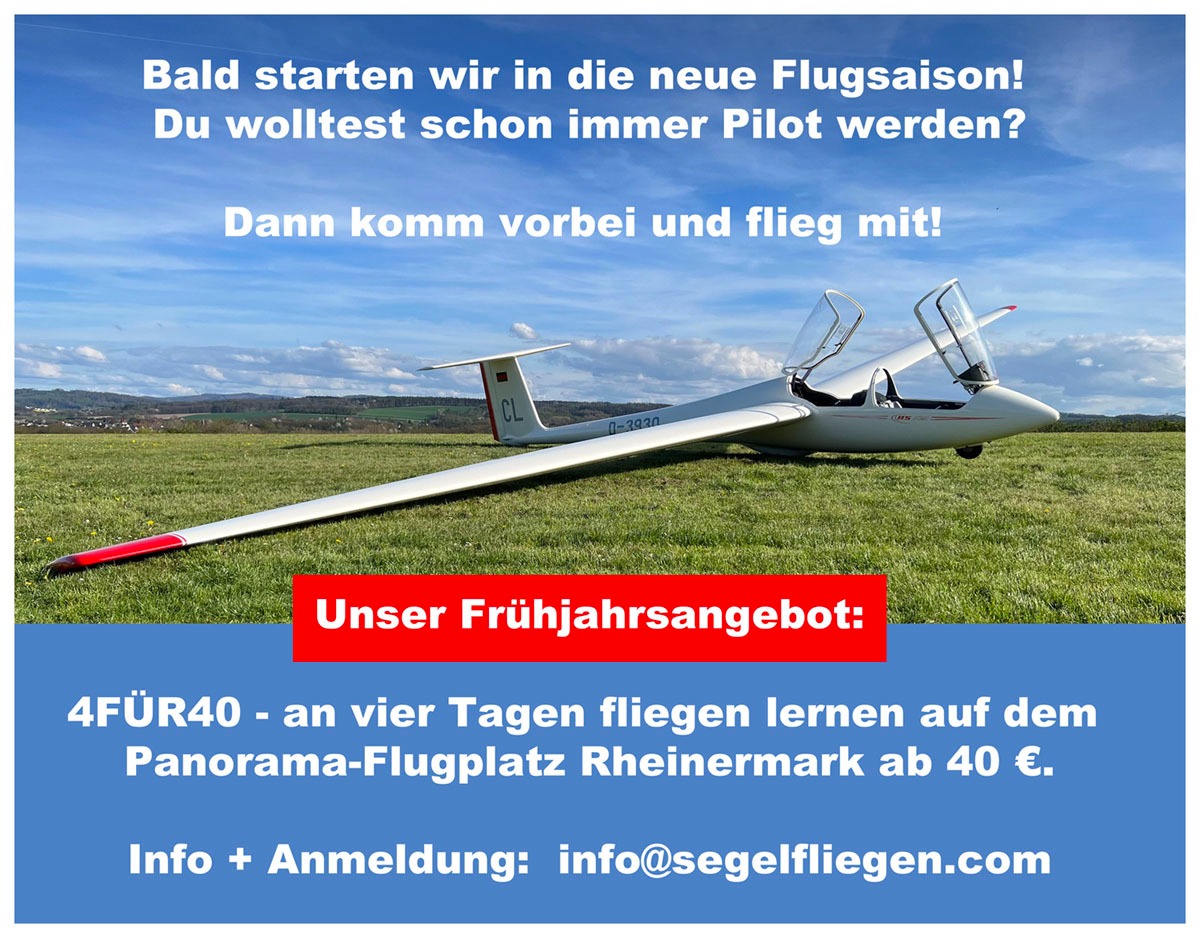 Bald starten wir in die neue Flugsaison!
Du wolltest schon immer Pilot werden?
Dann komm vorbei und flieg mit!
CL
D-3930
Unser Frühjahrsangebot:
4FÜR40 - an vier Tagen fliegen lernen auf dem
Panorama-Flugplatz Rheinermark ab 40 €.
Info + Anmeldung: info@segelfliegen.com